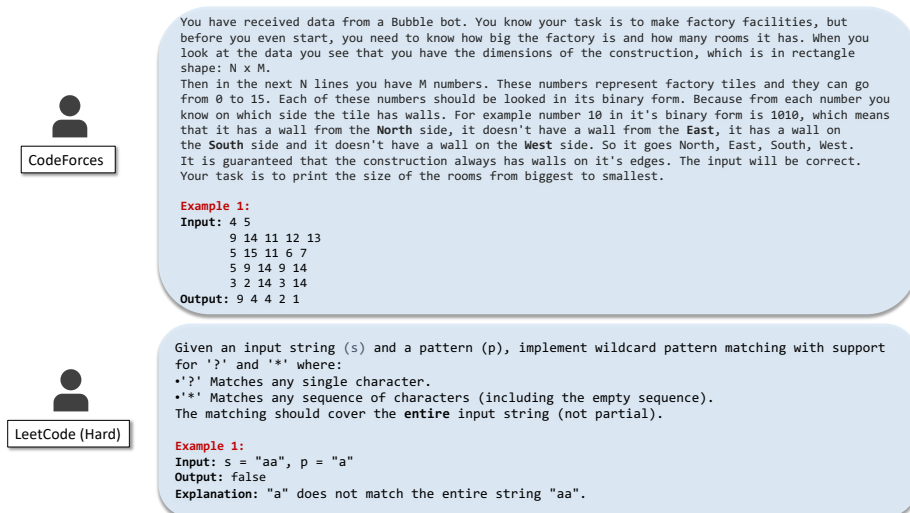 You have received data from a Bubble bot. You know your task is to make factory facilities, but
before you even start, you need to know how big the factory is and how many rooms it has. When you
look at the data you see that you have the dimensions of the construction, which is in rectangle
shape: N x M.
Then in the next N lines you have M numbers. These numbers represent factory tiles and they can go
from 0 to 15. Each of these numbers should be looked in its binary form. Because from each number you
know on which side the tile has walls. For example number 10 in it's binary form is 1010, which means
that it has a wall from the North side, it doesn't have a wall from the East, it has a wall on
the South side and it doesn't have a wall on the West side. So it goes North, East, South, West.
It is guaranteed that the construction always has walls on it's edges. The input will be correct.
Your task is to print the size of the rooms from biggest to smallest.
CodeForces
Example 1:
Input: 4 5
9 14 11 12 13
5 15 11 6 7
5 9 14 9 14
3 2 14 3 14
Output: 9 4 4 2 1
Given an input string (s) and a pattern (p), implement wildcard pattern matching with support
for '?' and '*' where:
•'?' Matches any single character.
•'*' Matches any sequence of characters (including the empty sequence).
The matching should cover the entire input string (not partial).
LeetCode (Hard)
Example 1:
Input: s = "aa", p = "a"
Output: false
Explanation: "a" does not match the entire string "aa".